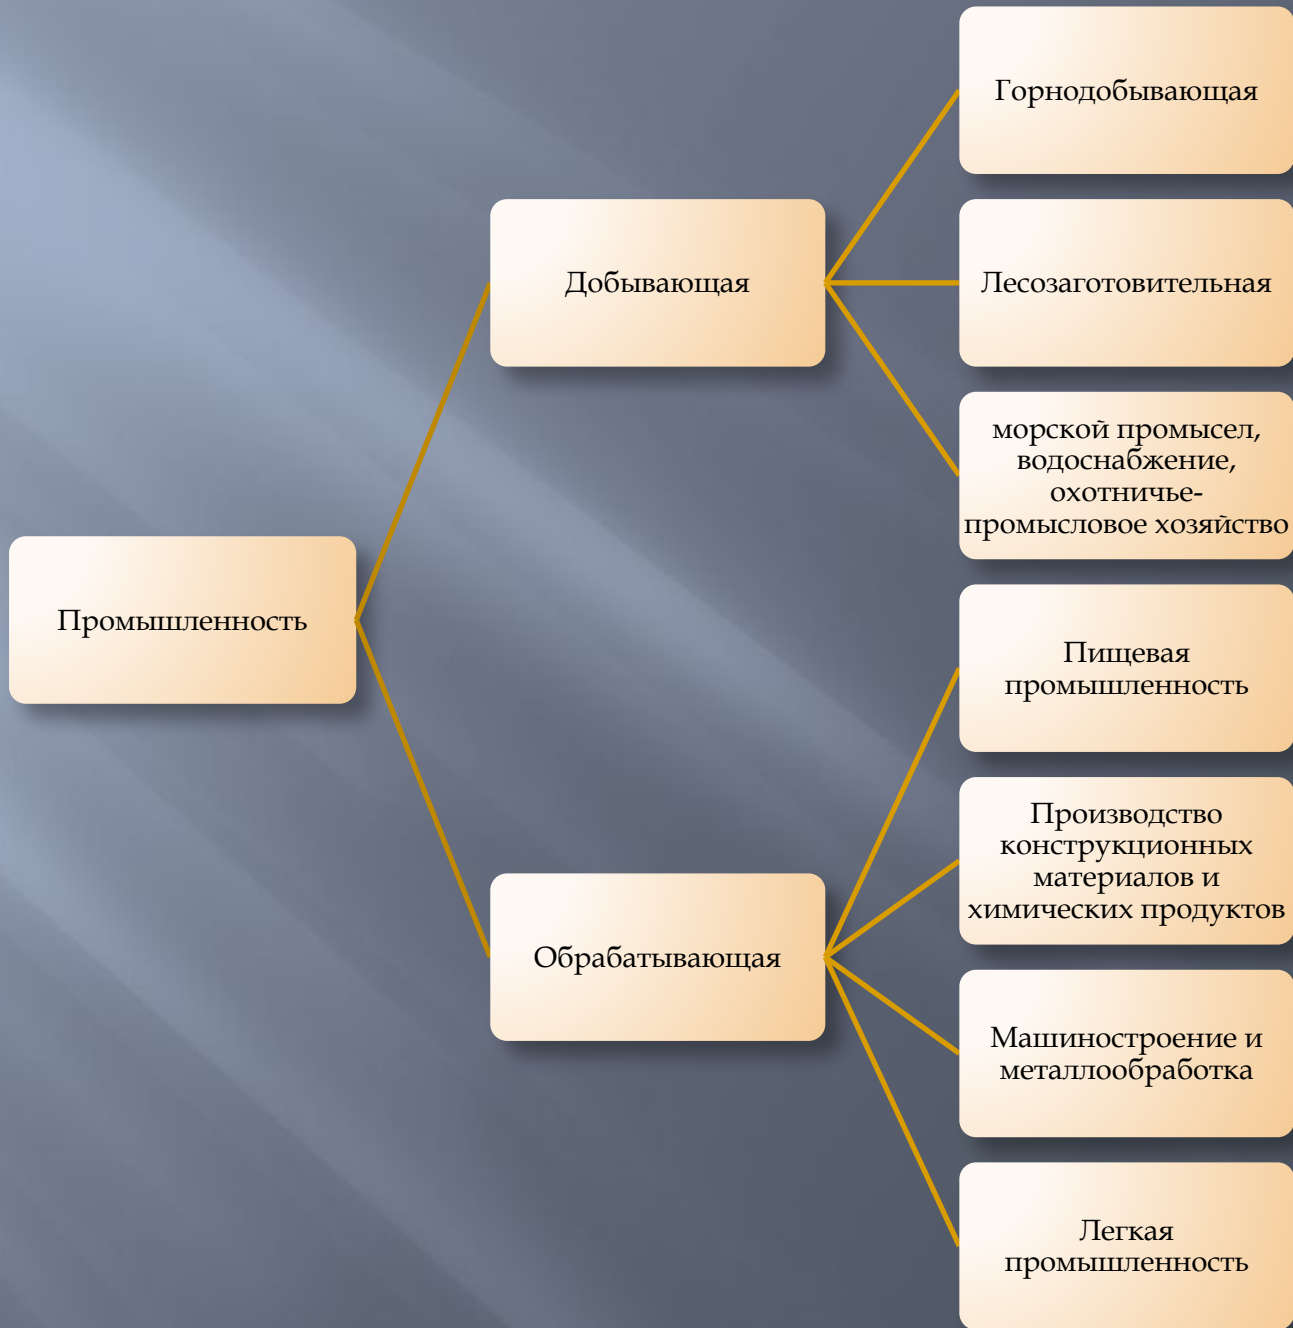 Промышленность
Добывающая
Горнодобывающая
Лесозаготовительная
морской промысел,
водоснабжение,
охотничье-
промысловое хозяйство
Обрабатывающая
Пищевая
промышленность
Производство
конструкционных
материалов и
химических продуктов
Машиностроение и
металлообработка
Легкая
промышленность